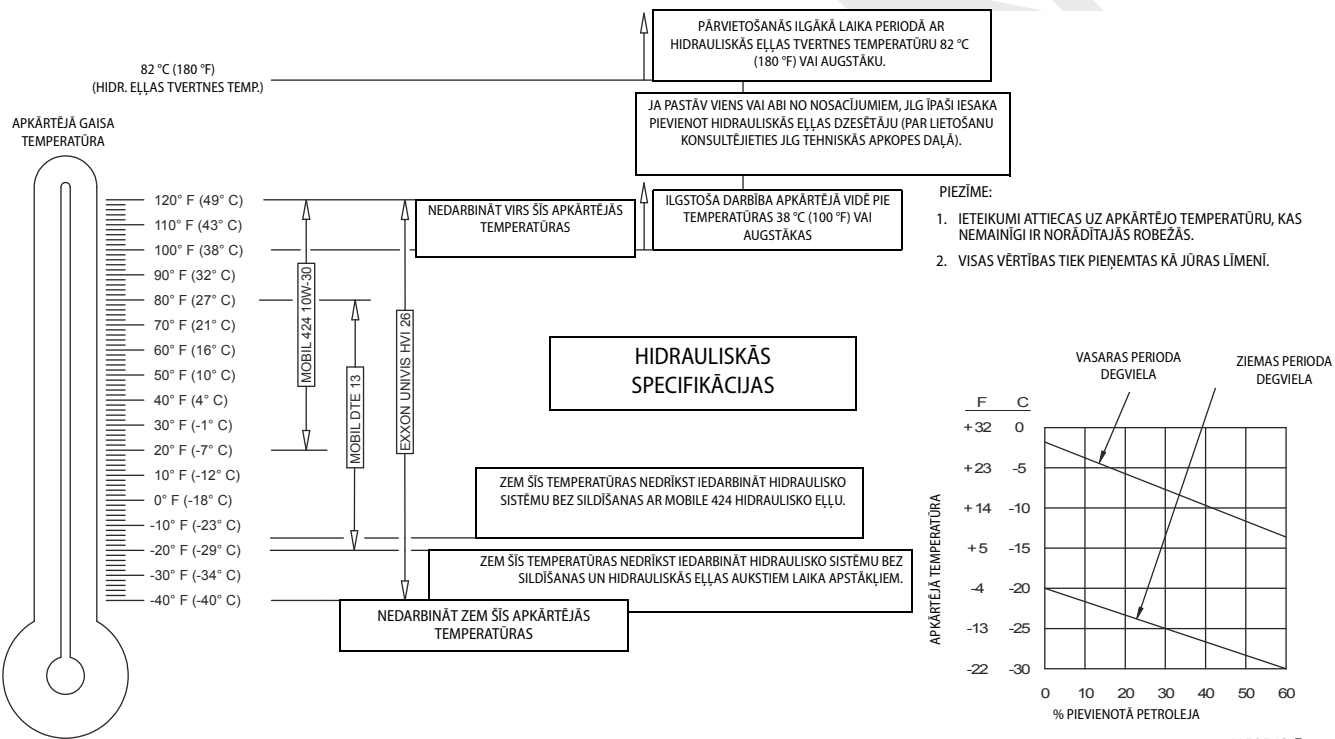 PĀRVIETOŠANĀS ILGĀKĀ LAIKA PERIODĀ AR
HIDRAULISKĀS EĻĻAS TVERTNES TEMPERATŪRU 82 °C
(180 °F) VAI AUGSTĀKU.
82 °C (180 °F)
(HIDR. EĻĻAS TVERTNES TEMP.)
JA PASTĀV VIENS VAI ABI NO NOSACĪJUMIEM, JLG ĪPAŠI IESAKA
PIEVIENOT HIDRAULISKĀS EĻĻAS DZESĒTĀJU (PAR LIETOŠANU
KONSULTĒJIETIES JLG TEHNISKĀS APKOPES DAĻĀ).
APKĀRTĒJĀ GAISA
TEMPERATŪRA
120° F (49° C)
110° F (43° C)
100° F (38° C)
90° F (32° C)
80° F (27° C)
70° F (21° C)
60° F (16° C)
50° F (10° C)
40° F (4° C)
30° F (-1° C)
20° F (-7° C)
10° F (-12° C)
0° F (-18° C)
-10° F (-23° C)
-20° F (-29° C)
-30° F (-34° C)
-40° F (-40° C)
MOBIL 424 10W-30
MOBIL DTE 13
EXXON UNIVIS HVI 26
NEDARBINĀT VIRS ŠĪS APKĀRTĒJĀS
TEMPERATŪRAS
ILGSTOŠA DARBĪBA APKĀRTĒJĀ VIDĒ PIE
TEMPERATŪRAS 38 °C (100 °F) VAI
AUGSTĀKAS
PIEZĪME:
1. IETEIKUMI ATTIECAS UZ APKĀRTĒJO TEMPERATŪRU, KAS
NEMAINĪGI IR NORĀDĪTAJĀS ROBEŽĀS.
2. VISAS VĒRTĪBAS TIEK PIEŅEMTAS KĀ JŪRAS LĪMENĪ.
HIDRAULISKĀS
SPECIFIKĀCIJAS
ZEM ŠĪS TEMPERATŪRAS NEDRĪKST IEDARBINĀT HIDRAULISKO
SISTĒMU BEZ SILDĪŠANAS AR MOBILE 424 HIDRAULISKO EĻĻU.
ZEM ŠĪS TEMPERATŪRAS NEDRĪKST IEDARBINĀT HIDRAULISKO SISTĒMU BEZ
SILDĪŠANAS UN HIDRAULISKĀS EĻĻAS AUKSTIEM LAIKA APSTĀKĻIEM.
NEDARBINĀT ZEM ŠĪS APKĀRTĒJĀS
TEMPERATŪRAS
VASARAS PERIODA
DEGVIELA
ZIEMAS PERIODA
DEGVIELA
APKĀRTĒJĀ TEMPERATŪRA
F C
+32 0
+23 -5
+14 -10
+5 -15
-4 -20
-13 -25
-22 -30
0 10 20 30 40 50 60
% PIEVIENOTĀ PETROLEJA